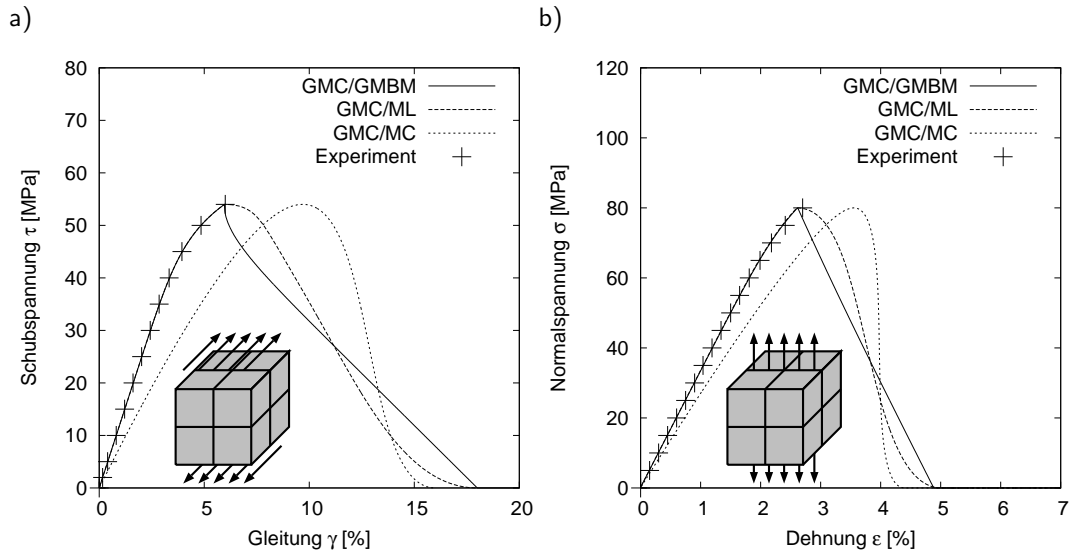 a)
80
70
60
50
40
30
20
10
0
0 5 10 15 20
Schubspannung τ [MPa]
Gleitung γ [%]
GMC/GMBM
GMC/ML
GMC/MC
Experiment
b)
120
100
80
60
40
20
0
0 1 2 3 4 5 6 7
Normalspannung σ [MPa]
Dehnung ε [%]
GMC/GMBM
GMC/ML
GMC/MC
Experiment